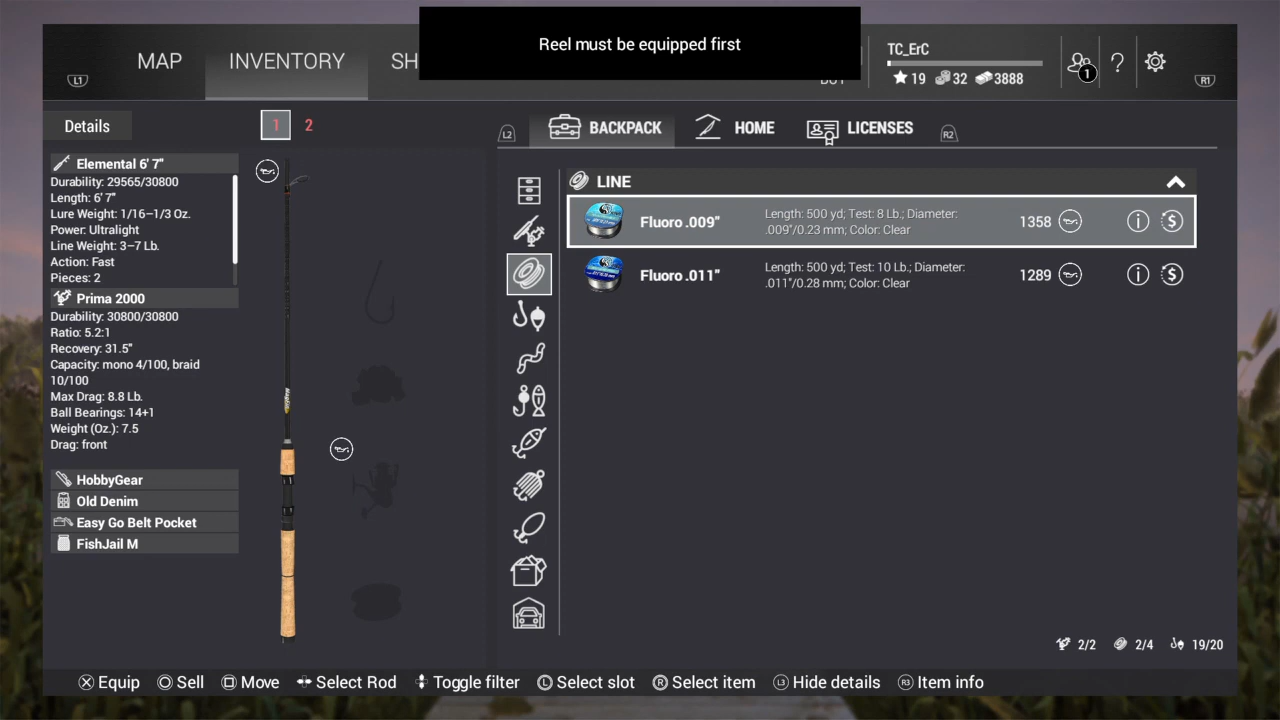 Reel must be equipped first
MAP
INVENTORY
SH
TC_ErC
19 32 3888
1
?
L1
R1
Details
1 2
L2
BACKPACK
HOME
LICENSES
R2
Elemental 6' 7"
Durability: 29565/30800
Length: 6' 7"
Lure Weight: 1/16–1/3 Oz.
Power: Ultralight
Line Weight: 3–7 Lb.
Action: Fast
Pieces: 2
Prima 2000
Durability: 30800/30800
Ratio: 5.2:1
Recovery: 31.5"
Capacity: mono 4/100, braid
10/100
Max Drag: 8.8 Lb.
Ball Bearings: 14+1
Weight (Oz.): 7.5
Drag: front
HobbyGear
Old Denim
Easy Go Belt Pocket
FishJail M
LINE
Fluoro .009"
Length: 500 yd; Test: 8 Lb.; Diameter:
.009"/0.23 mm; Color: Clear
1358
Fluoro .011"
Length: 500 yd; Test: 10 Lb.; Diameter:
.011"/0.28 mm; Color: Clear
1289
2/2 2/4 19/20
Equip Sell Move Select Rod Toggle filter L Select slot R Select item L3 Hide details R3 Item info